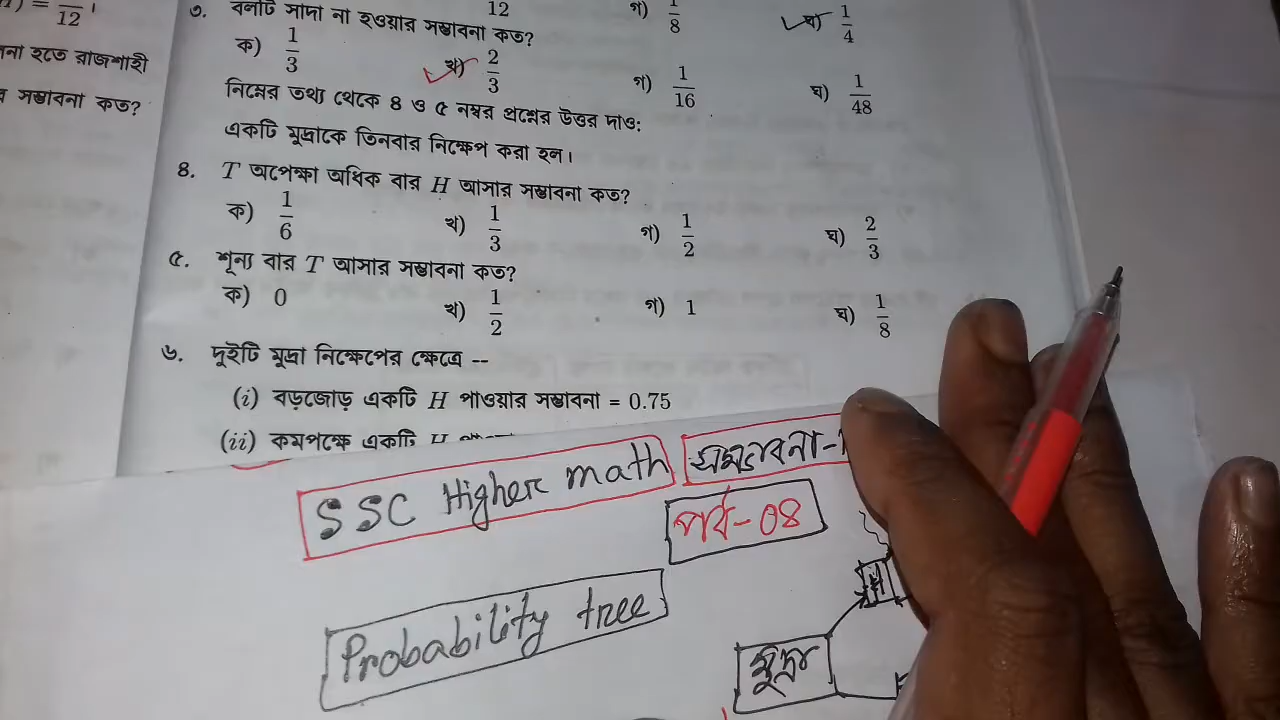 12
12
গ) 1/8
ঘ) 1/4
৩. বলটি সাদা না হওয়ার সম্ভাবনা কত?
ক) 1/3 খ) 2/3 গ) 1/16 ঘ) 1/48
নিম্নের তথ্য থেকে ৪ ও ৫ নম্বর প্রশ্নের উত্তর দাও:
একটি মুদ্রাকে তিনবার নিক্ষেপ করা হল।
৪. T অপেক্ষা অধিক বার H আসার সম্ভাবনা কত?
ক) 1/6 খ) 1/3 গ) 1/2 ঘ) 2/3
৫. শূন্য বার T আসার সম্ভাবনা কত?
ক) 0 খ) 1/2 গ) 1 ঘ) 1/8
৬. দুইটি মুদ্রা নিক্ষেপের ক্ষেত্রে --
(i) বড়জোড় একটি H পাওয়ার সম্ভাবনা = 0.75
(ii) কমপক্ষে একটি H
হতে রাজশাহী
সম্ভাবনা কত?
SSC Higher math
পর্ব-08
Probability tree
মুদ্রা
H